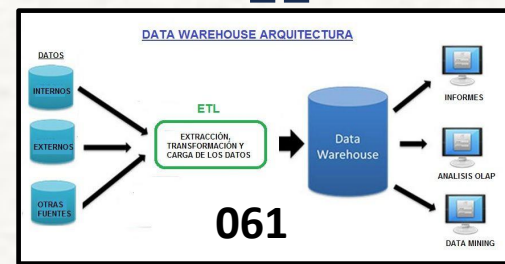 DATA WAREHOUSE ARQUITECTURA
DATOS
INTERNOS
EXTERNOS
OTRAS
FUENTES
ETL
EXTRACCIÓN,
TRANSFORMACIÓN Y
CARGA DE LOS DATOS
061
Data
Warehouse
INFORMES
ANALISIS OLAP
DATA MINING